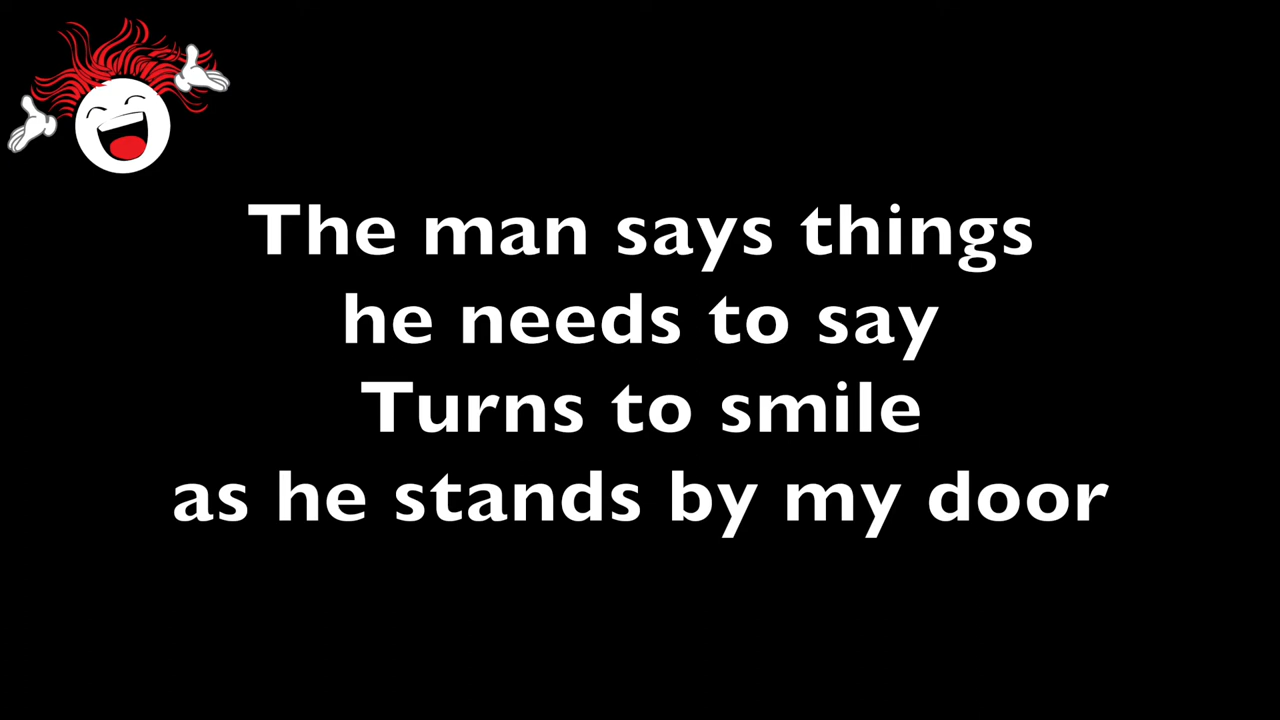 The man says things
he needs to say
Turns to smile
as he stands by my door